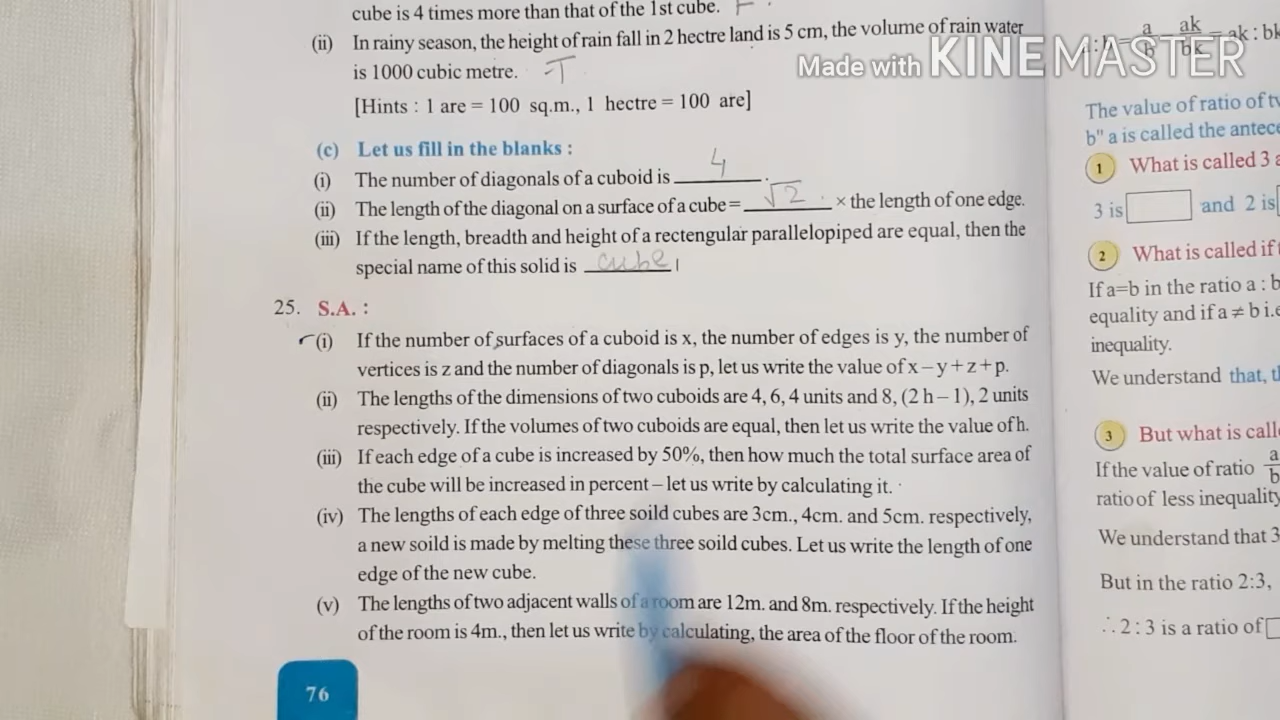 cube is 4 times more than that of the 1st cube. F
(ii) In rainy season, the height of rain fall in 2 hectre land is 5 cm, the volume of rain water
is 1000 cubic metre. T
[Hints : 1 are = 100 sq.m., 1 hectre = 100 are]
(c) Let us fill in the blanks :
(i) The number of diagonals of a cuboid is 4.
(ii) The length of the diagonal on a surface of a cube = √2 × the length of one edge.
(iii) If the length, breadth and height of a rectengular parallelopiped are equal, then the
special name of this solid is cube
25. S.A. :
(i) If the number of surfaces of a cuboid is x, the number of edges is y, the number of
vertices is z and the number of diagonals is p, let us write the value of x – y + z + p.
(ii) The lengths of the dimensions of two cuboids are 4, 6, 4 units and 8, (2h – 1), 2 units
respectively. If the volumes of two cuboids are equal, then let us write the value of h.
(iii) If each edge of a cube is increased by 50%, then how much the total surface area of
the cube will be increased in percent – let us write by calculating it.
(iv) The lengths of each edge of three soild cubes are 3cm., 4cm. and 5cm. respectively,
a new soild is made by melting these three soild cubes. Let us write the length of one
edge of the new cube.
(v) The lengths of two adjacent walls of a room are 12m. and 8m. respectively. If the height
of the room is 4m., then let us write by calculating, the area of the floor of the room.
76
Made with KINEMASTER
: b = a/b = ak/bk = ak : bk
The value of ratio of
b" a is called the
1 What is called 3
3 is and 2 is
2 What is called if
If a=b in the ratio a : b
equality and if a ≠ b i.e
inequality.
We understand that,
3 But what is
If the value of ratio a/b
ratio of less inequality
We understand that 3
But in the ratio 2:3,
∴ 2 : 3 is a ratio of